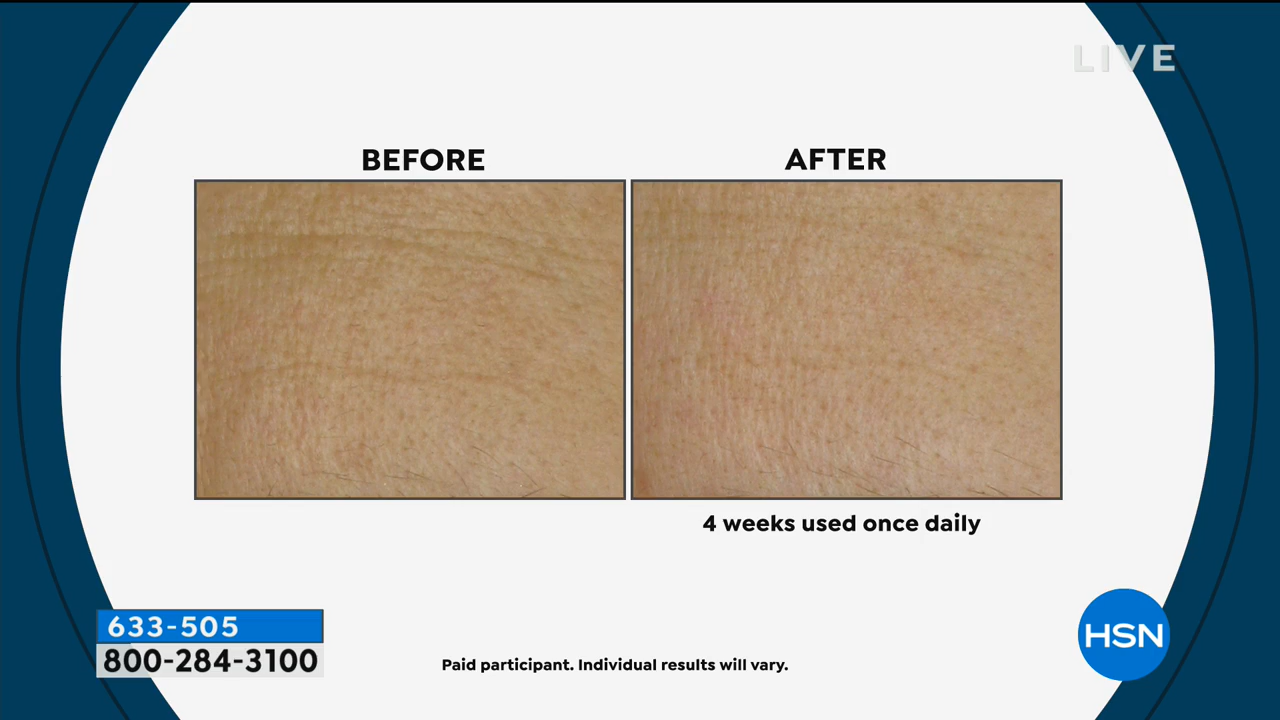 LIVE
BEFORE
AFTER
4 weeks used once daily
633-505
800-284-3100
HSN
Paid participant. Individual results will vary.